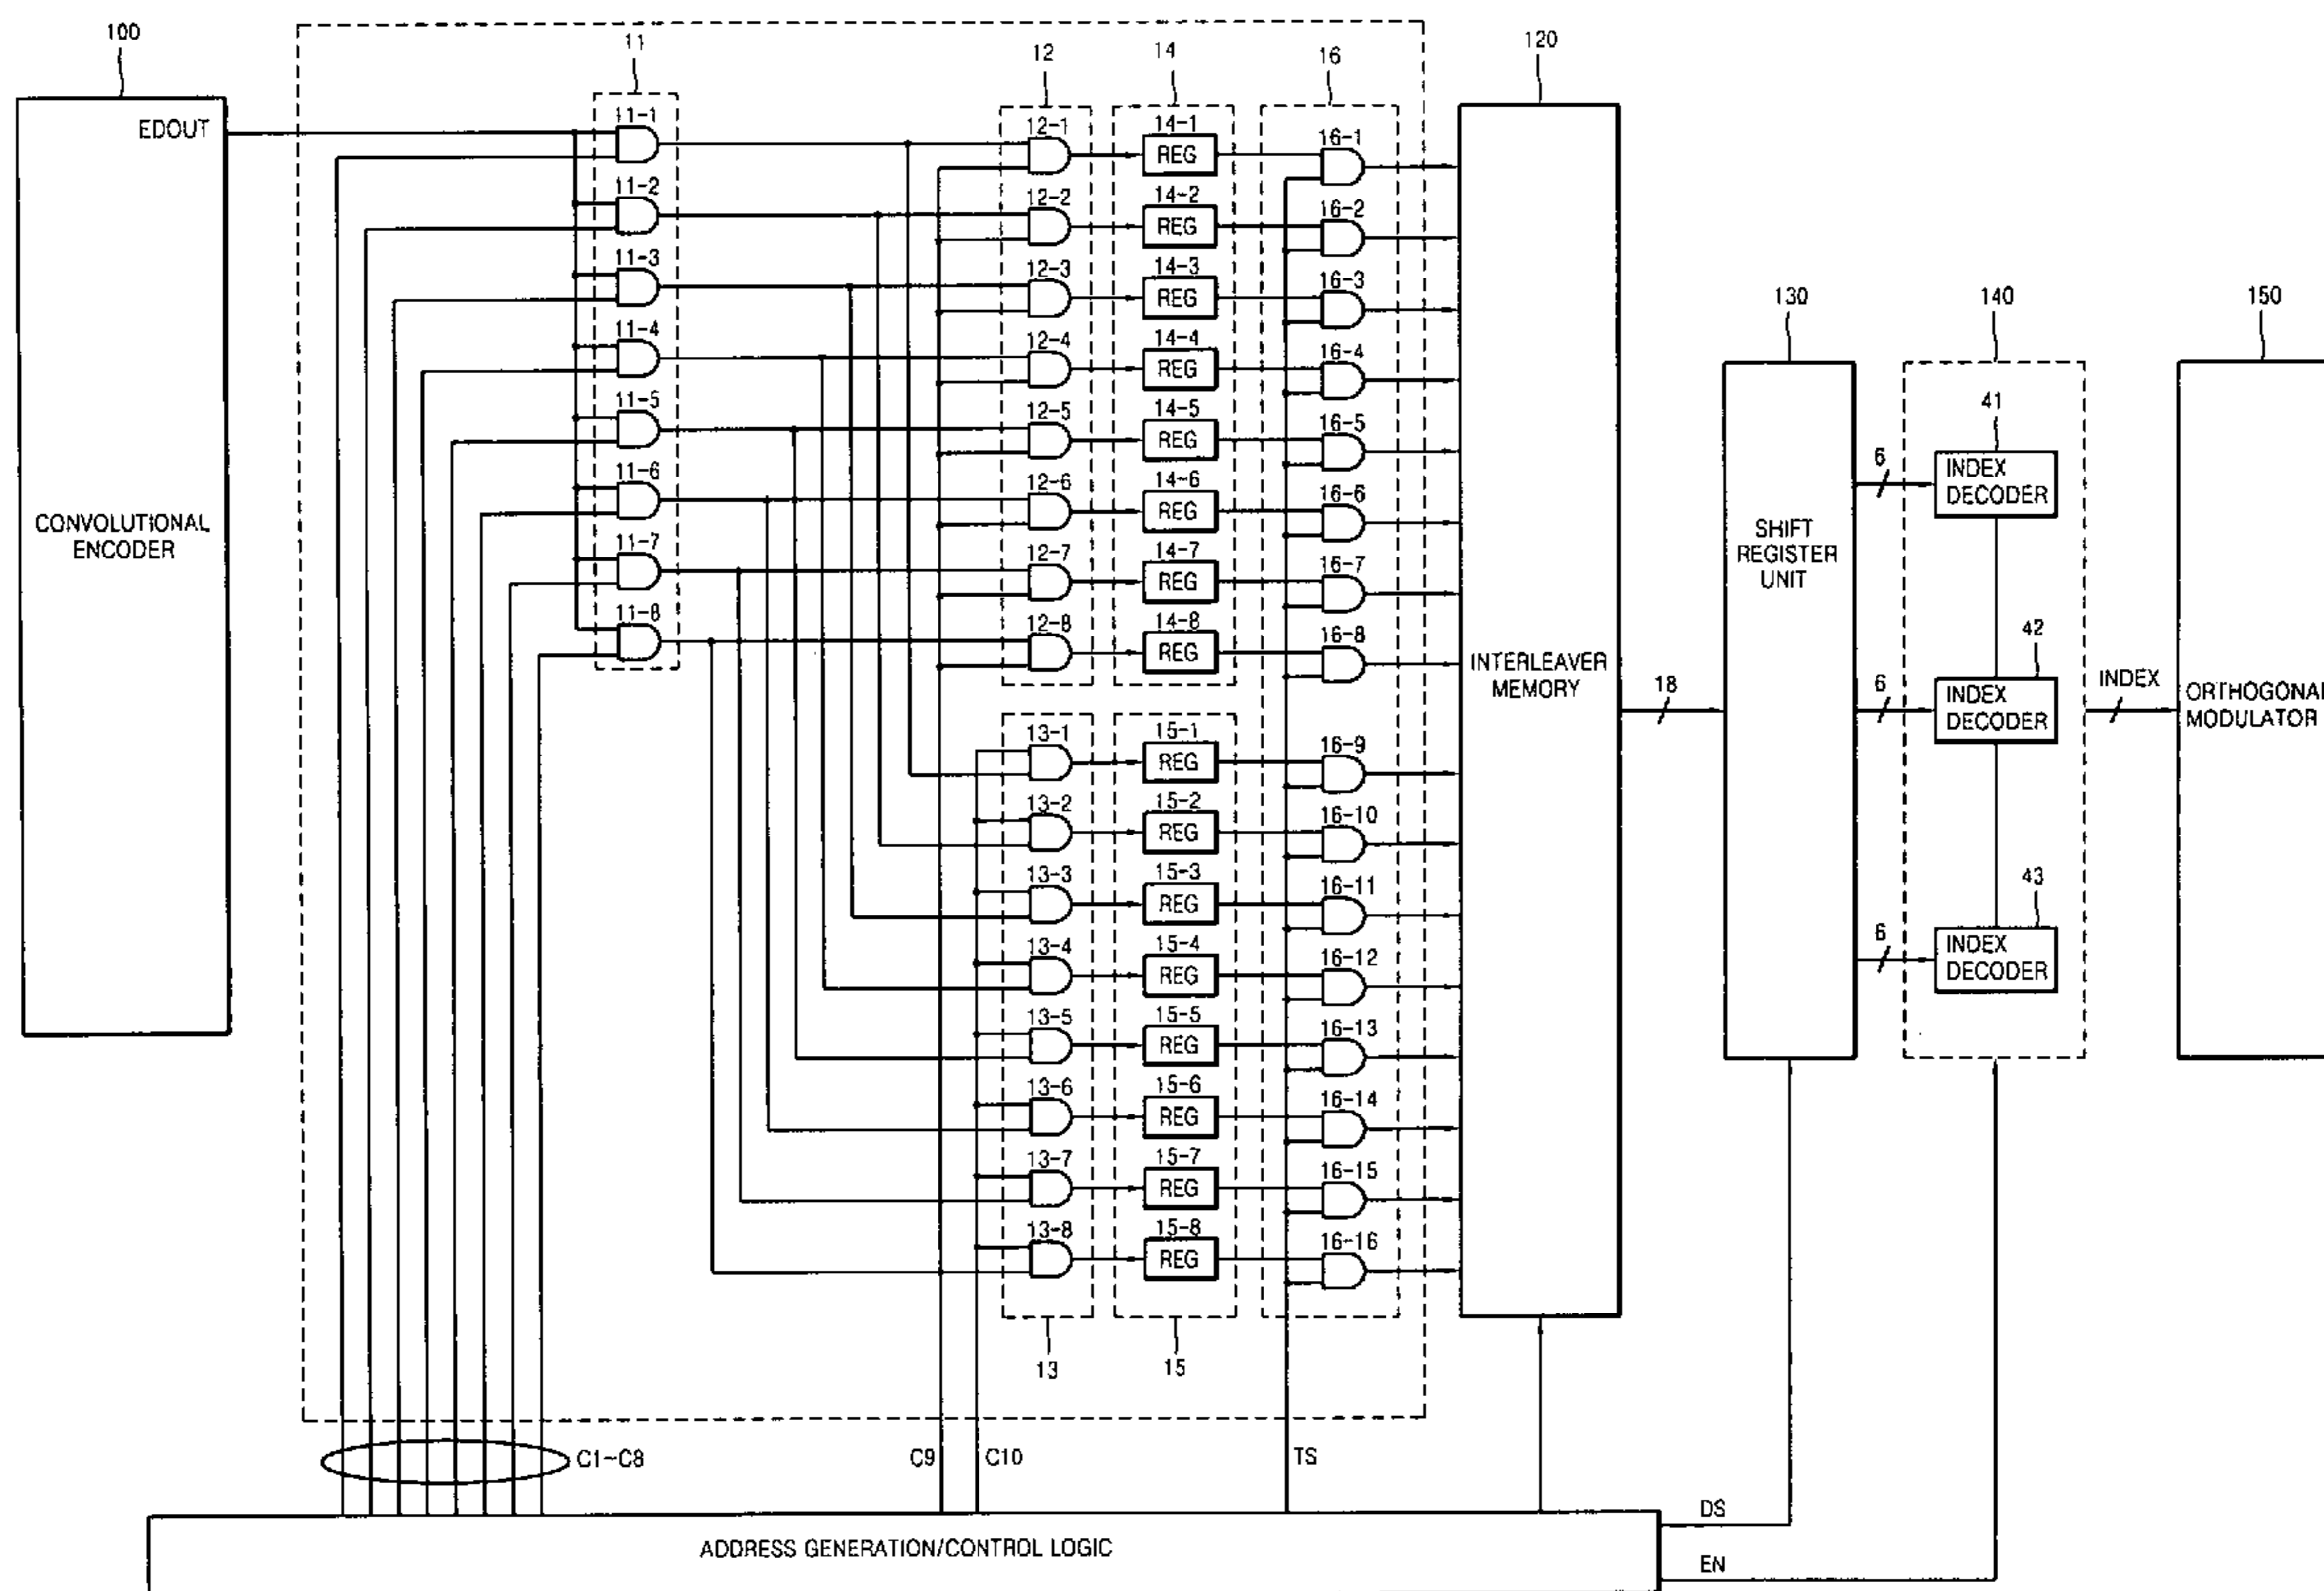 100
11
12
14
16
120
EDOUT
11-1
12-1
14-1
REG
16-1
11-2
12-2
14-2
REG
16-2
11-3
12-3
14-3
REG
16-3
11-4
12-4
14-4
REG
16-4
11-5
12-5
14-5
REG
16-5
11-6
12-6
14-6
REG
16-6
11-7
12-7
14-7
REG
16-7
11-8
12-8
14-8
REG
16-8
CONVOLUTIONAL
ENCODER
INTERLEAVER
MEMORY
13-1
15-1
REG
16-9
13-2
15-2
REG
16-10
13-3
15-3
REG
16-11
13-4
15-4
REG
16-12
13-5
15-5
REG
16-13
13-6
15-6
REG
16-14
13-7
15-7
REG
16-15
13-8
15-8
REG
16-16
13
15
130
140
150
18
SHIFT
REGISTER
UNIT
6
41
INDEX
DECODER
6
42
INDEX
DECODER
6
43
INDEX
DECODER
INDEX
ORTHOGONAL
MODULATOR
C1~C8
C9
C10
TS
DS
EN
ADDRESS GENERATION/CONTROL LOGIC